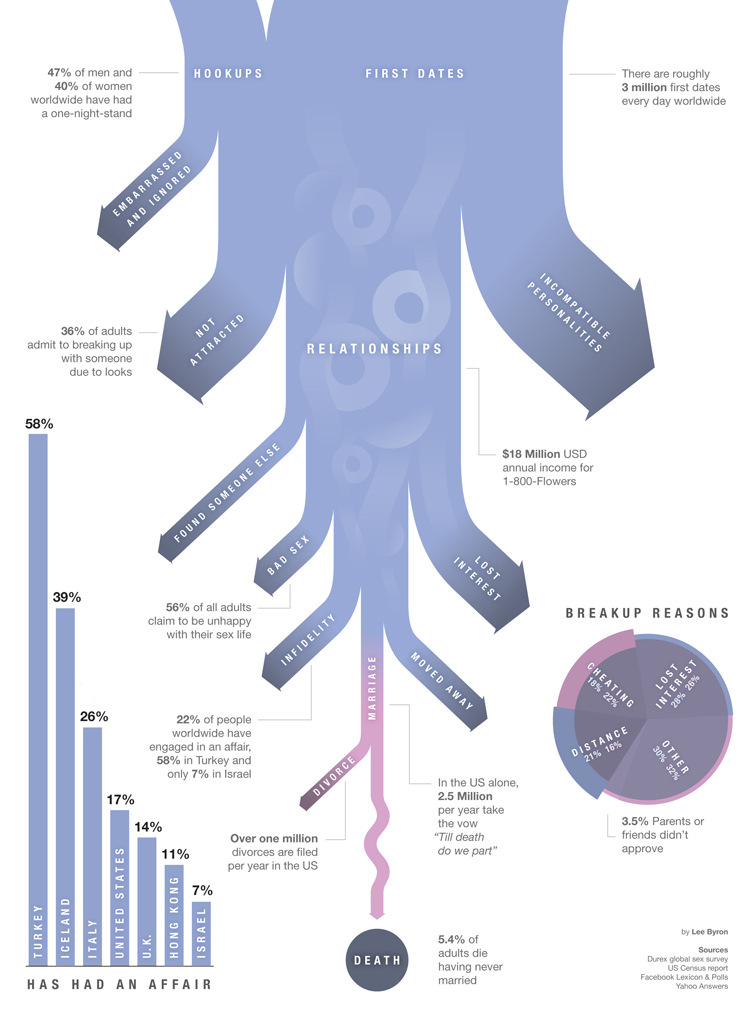 HOOKUPS
FIRST DATES
47% of men and
40% of women
worldwide have had
a one-night-stand
There are roughly
3 million first dates
every day worldwide
EMBARRASSED
AND IGNORED
NOT
ATTRACTED
INCOMPATIBLE
PERSONALITIES
36% of adults
admit to breaking up
with someone
due to looks
RELATIONSHIPS
$18 Million USD
annual income for
1-800-Flowers
FOUND SOMEONE ELSE
BAD SEX
LOST
INTEREST
56% of all adults
claim to be unhappy
with their sex life
INFIDELITY
MOVED AWAY
MARRIAGE
22% of people
worldwide have
engaged in an affair,
58% in Turkey and
only 7% in Israel
DIVORCE
Over one million
divorces are filed
per year in the US
In the US alone,
2.5 Million
per year take
the vow
“Till death
do we part”
DEATH
5.4% of
adults die
having never
married
58%
39%
26%
17%
14%
11%
7%
TURKEY
ICELAND
ITALY
UNITED STATES
U.K.
HONG KONG
ISRAEL
HAS HAD AN AFFAIR
BREAKUP REASONS
CHEATING
18% 22%
LOST
INTEREST
28% 26%
DISTANCE
21% 16%
OTHER
30% 32%
3.5% Parents or
friends didn’t
approve
by Lee Byron
Sources
Durex global sex survey
US Census report
Facebook Lexicon & Polls
Yahoo Answers